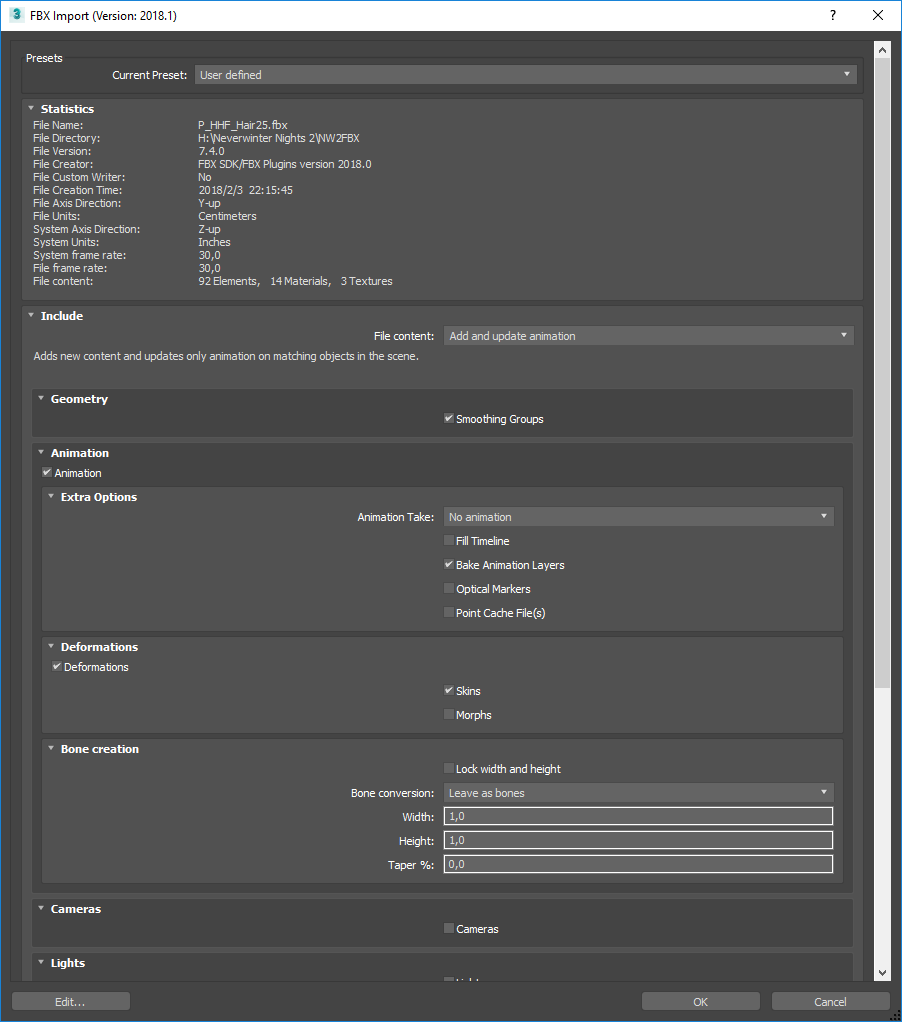 FBX Import (Version: 2018.1)
Presets
Current Preset: User defined
Statistics
File Name: P_HHF_Hair25.fbx
File Directory: H:\Neverwinter Nights 2\NW2FBX
File Version: 7.4.0
File Creator: FBX SDK/FBX Plugins version 2018.0
File Custom Writer: No
File Creation Time: 2018/2/3 22:15:45
File Axis Direction: Y-up
File Units: Centimeters
System Axis Direction: Z-up
System Units: Inches
System frame rate: 30,0
File frame rate: 30,0
File content: 92 Elements, 14 Materials, 3 Textures
Include
File content: Add and update animation
Adds new content and updates only animation on matching objects in the scene.
Geometry
Smoothing Groups
Animation
Animation
Extra Options
Animation Take: No animation
Fill Timeline
Bake Animation Layers
Optical Markers
Point Cache File(s)
Deformations
Deformations
Skins
Morphs
Bone creation
Lock width and height
Bone conversion: Leave as bones
Width: 1,0
Height: 1,0
Taper %: 0,0
Cameras
Cameras
Lights
Edit... OK Cancel